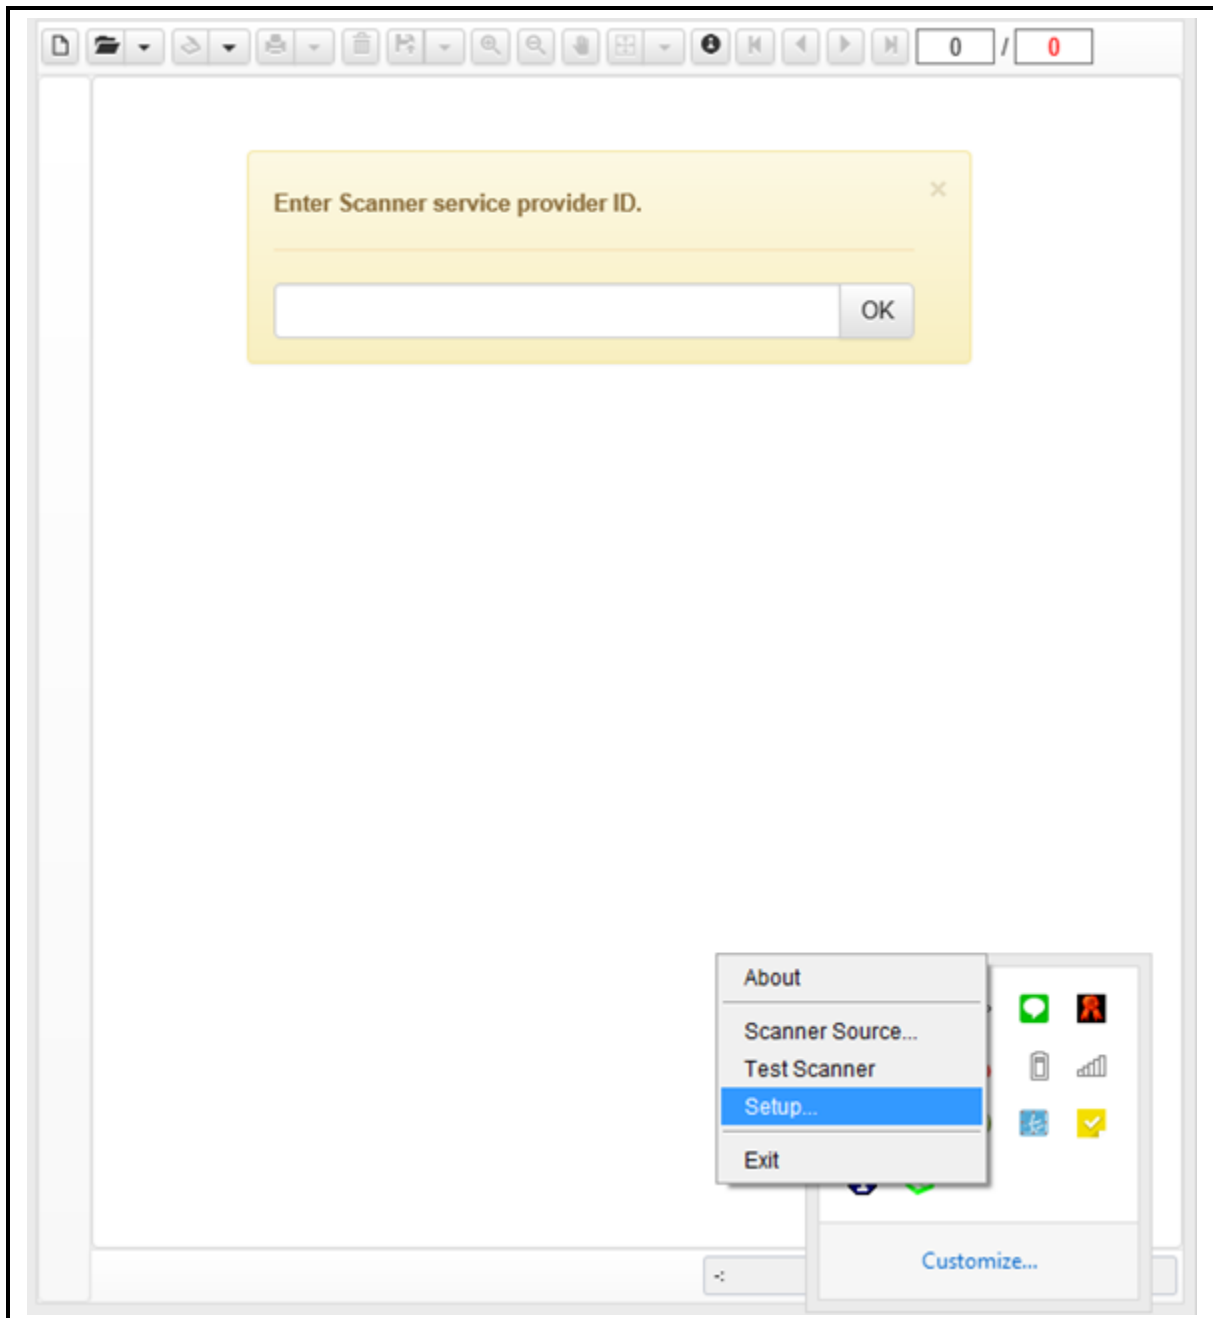 0 / 0
Enter Scanner service provider ID.
×
OK
About
Scanner Source...
Test Scanner
Setup...
Exit
Customize...
-: